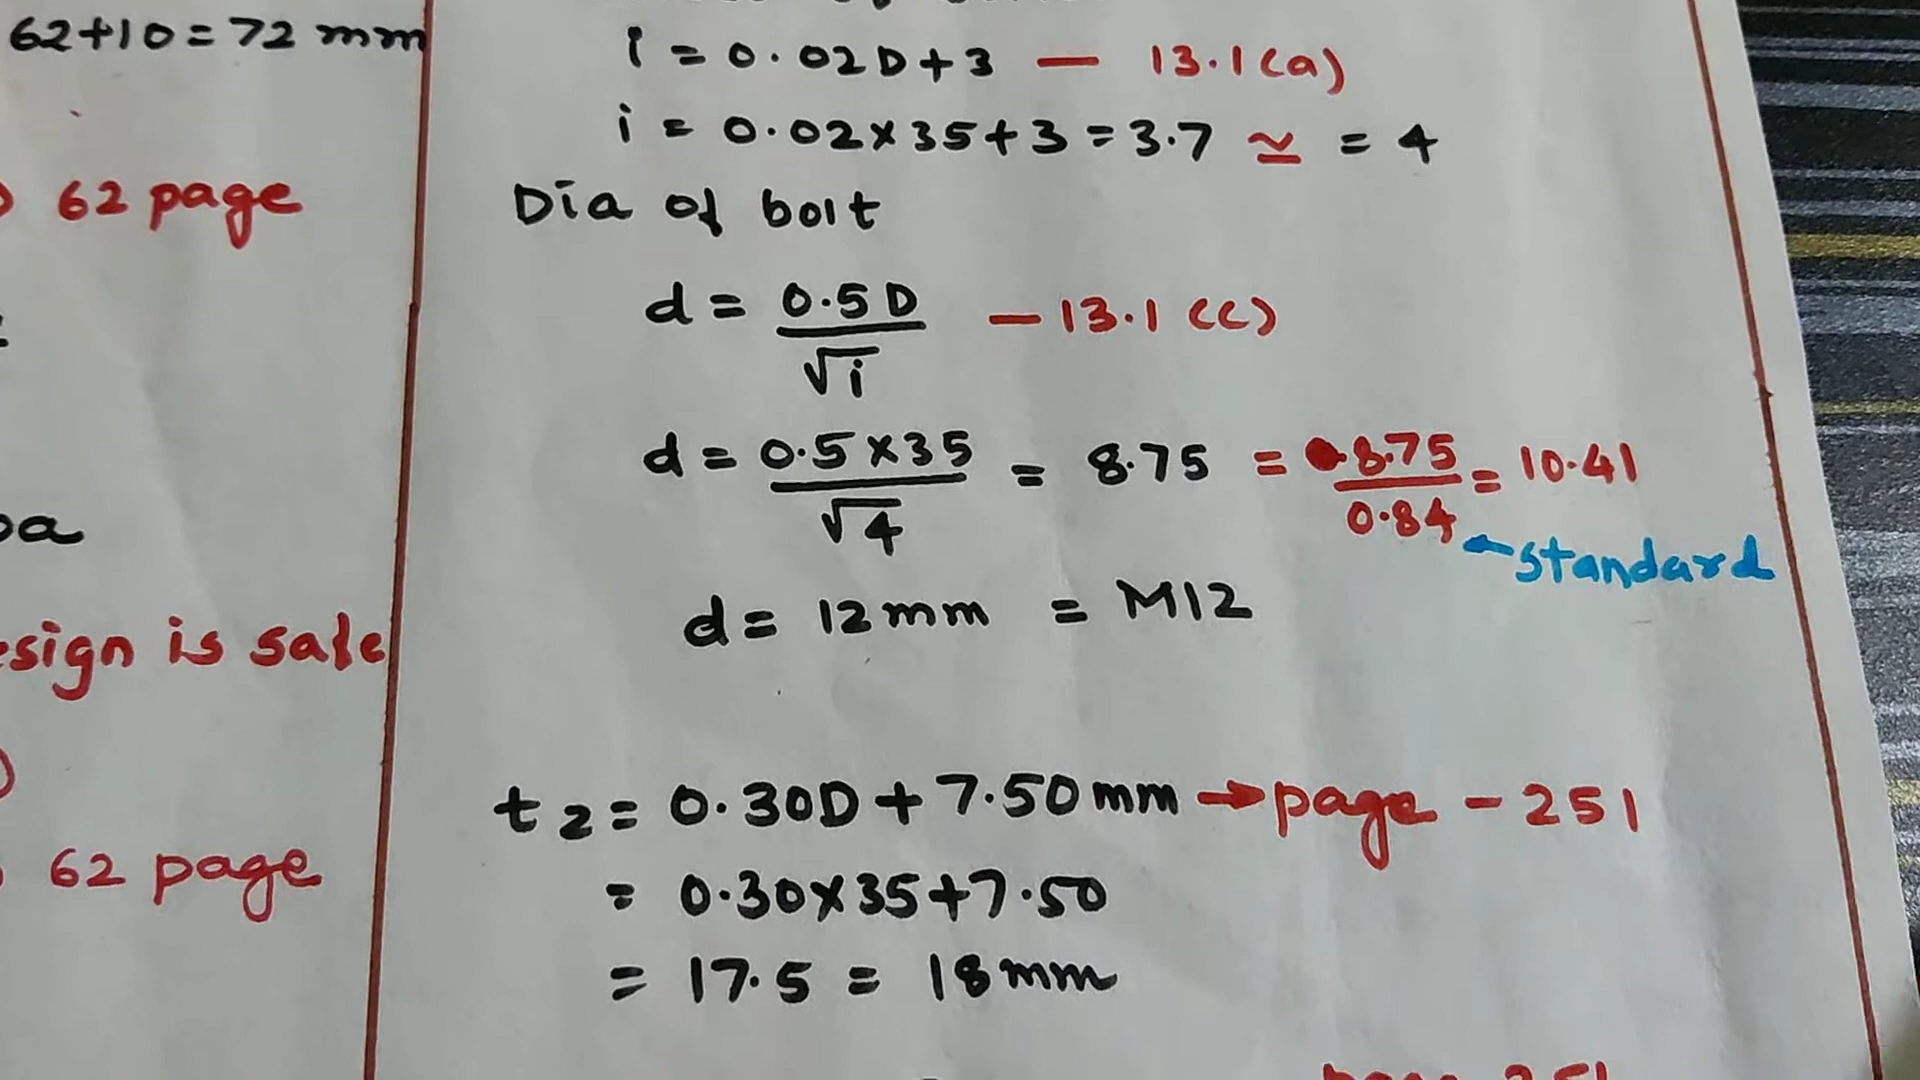 62+10=72 mm
62 page
esign is safe
62 page
i = 0.02D+3 — 13.1(a)
i = 0.02×35+3=3.7 ≃ = 4
Dia of bolt
d = 0.5D / √i — 13.1 (c)
d = 0.5×35 / √4 = 8.75 = 8.75 / 0.84 = 10.41
standard
d = 12mm = M12
t2 = 0.30D + 7.50mm → page - 251
= 0.30×35+7.50
= 17.5 = 18mm